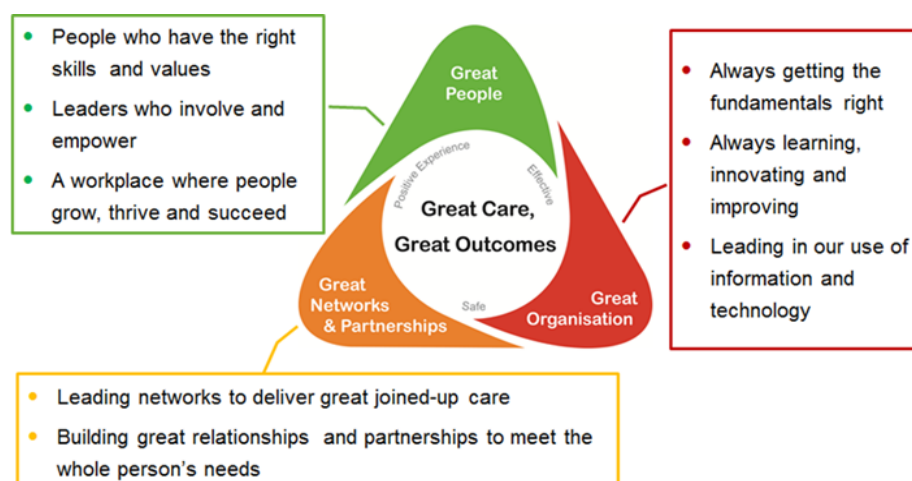 • People who have the right
skills and values
• Leaders who involve and
empower
• A workplace where people
grow, thrive and succeed
Great
People
• Always getting the
fundamentals right
• Always learning,
innovating and
improving
• Leading in our use of
information and
technology
Positive Experience
Effective
Great Care,
Great Outcomes
Safe
Great
Networks
& Partnerships
Great
Organisation
• Leading networks to deliver great joined-up care
• Building great relationships and partnerships to meet the
whole person's needs